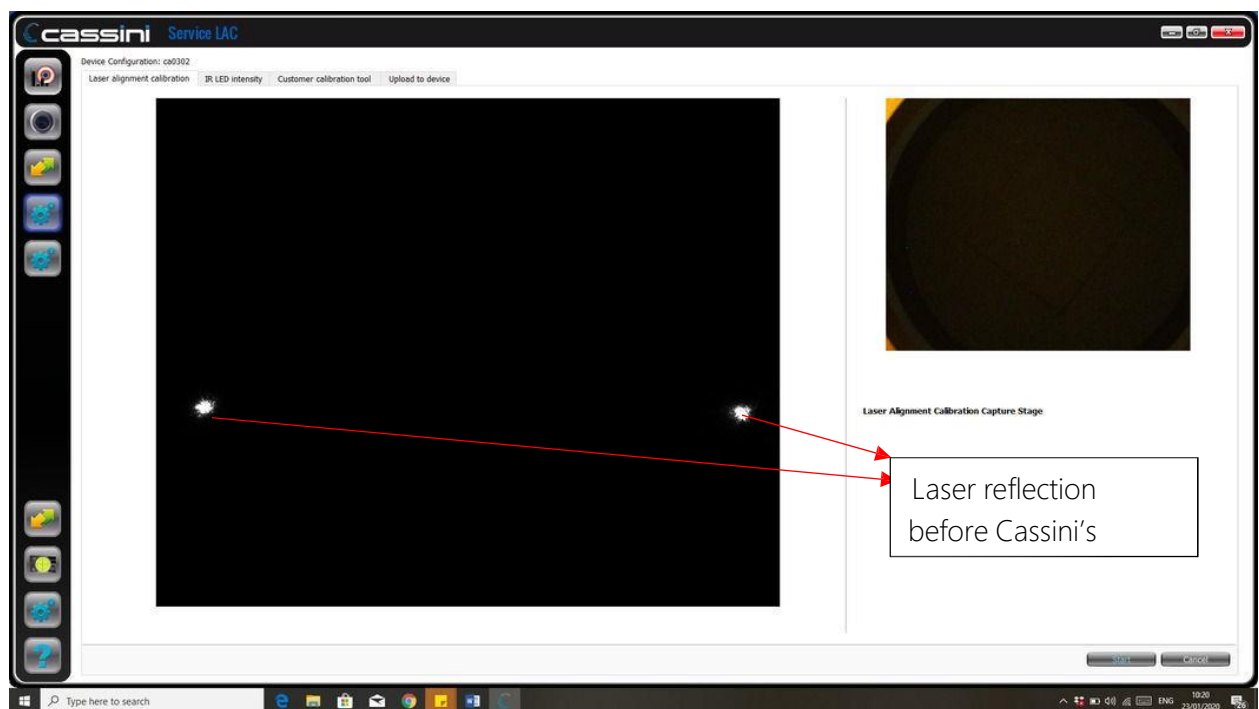 cassini Service LAC
Device Configuration: ca0302
Laser alignment calibration IR LED intensity Customer calibration tool Upload to device
Laser Alignment Calibration Capture Stage
Laser reflection
before Cassini's
Start Cancel
Type here to search
ENG 10:20
23/01/2020